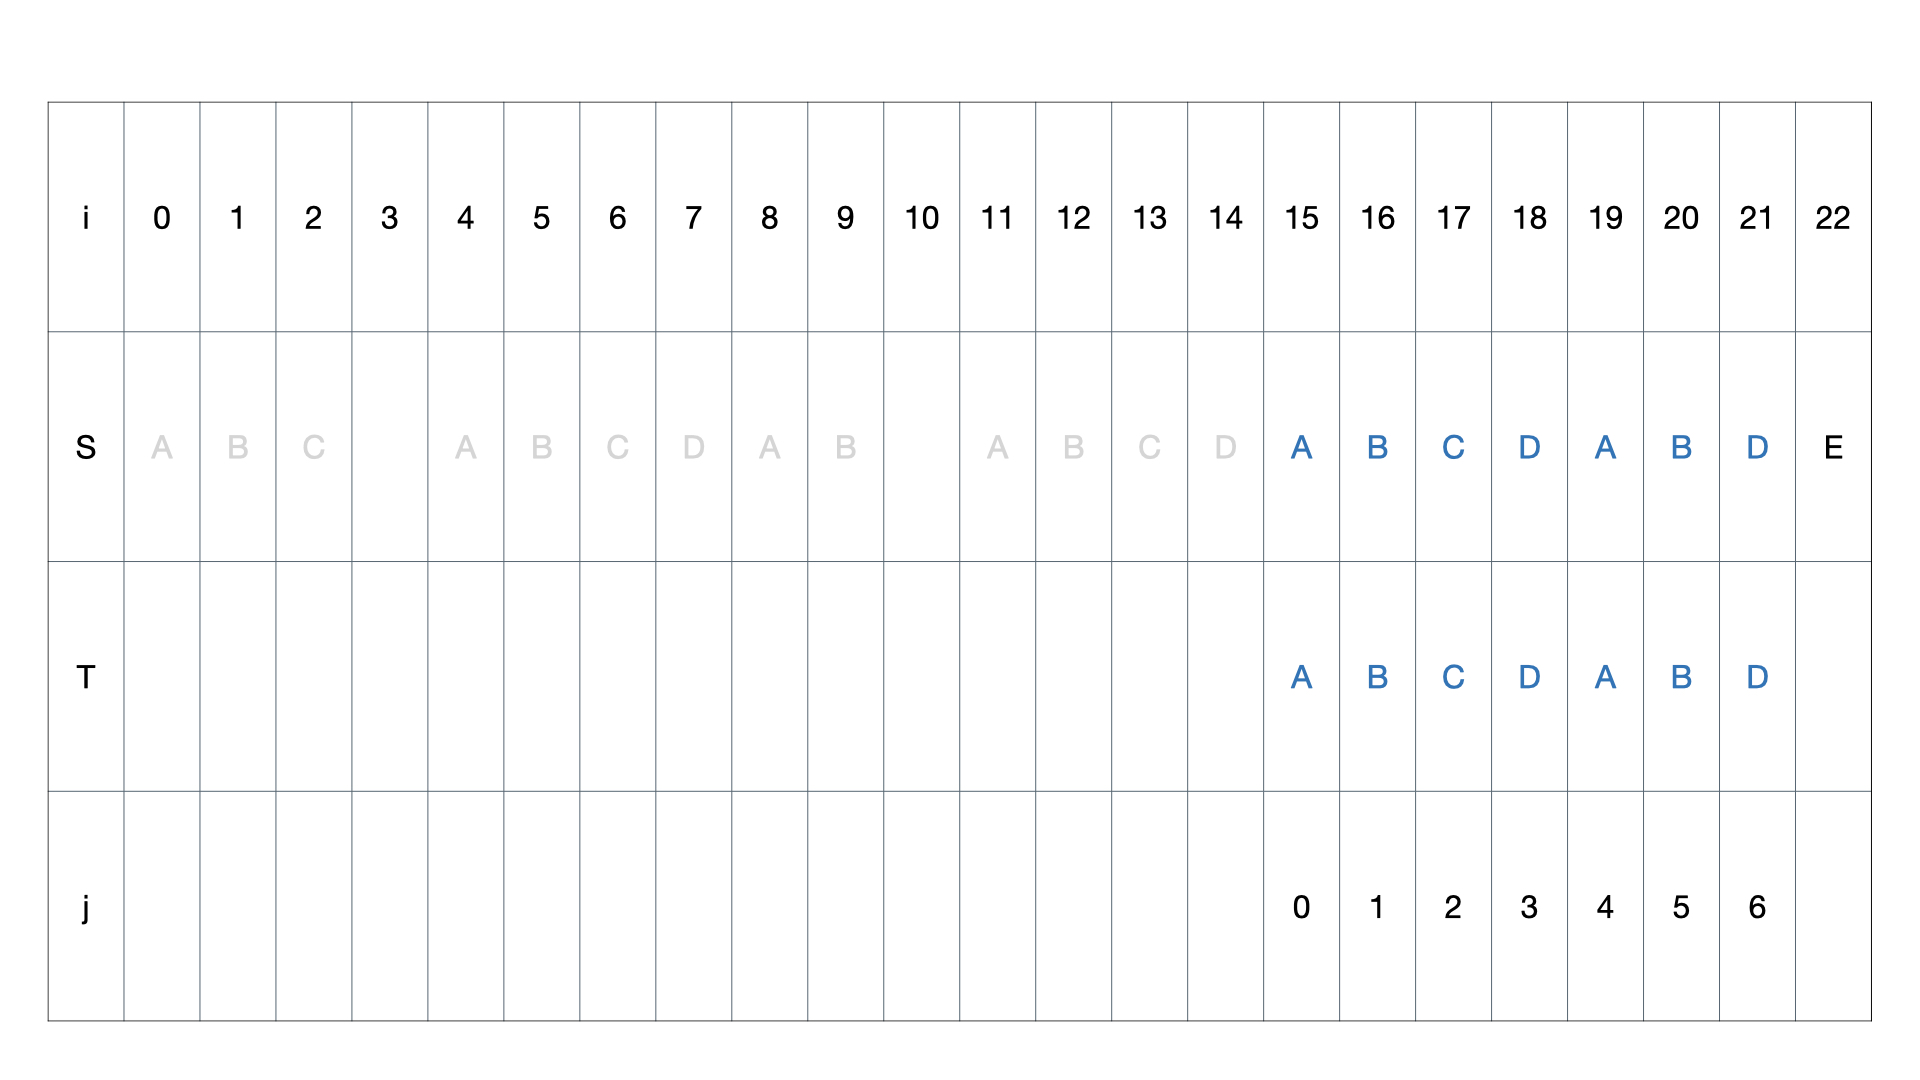 i 0 1 2 3 4 5 6 7 8 9 10 11 12 13 14 15 16 17 18 19 20 21 22
S A B C A B C D A B A B C D A B C D A B D E
T A B C D A B D
j 0 1 2 3 4 5 6